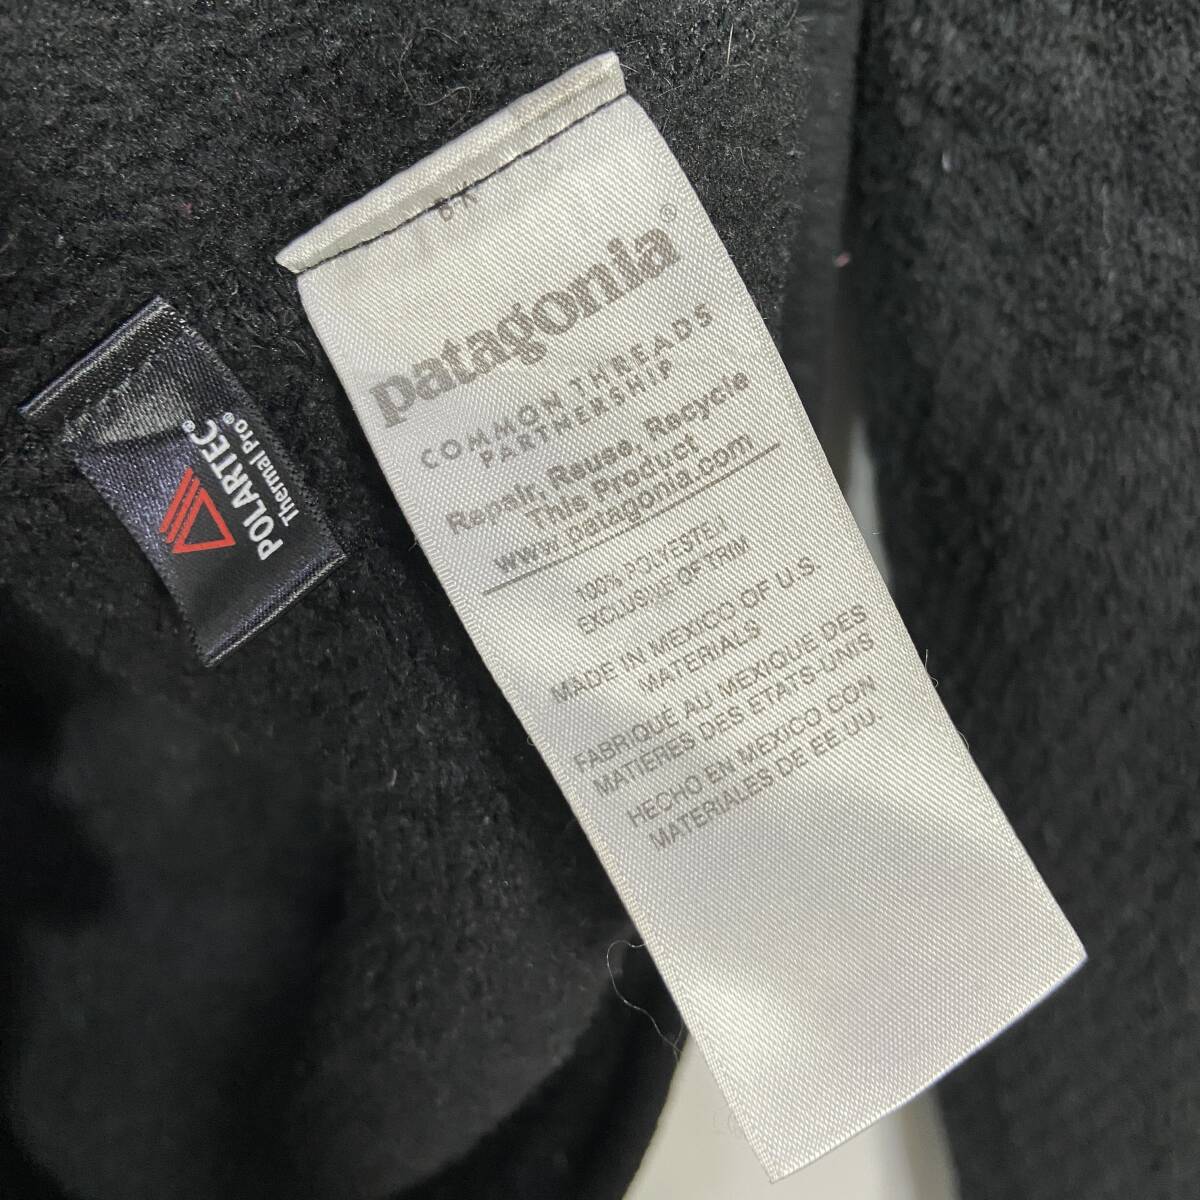 POLARTEC®
Thermal Pro®
patagonia®
COMMON THREADS
PARTNERSHIP
Repair, Reuse, Recycle
This Product
www.patagonia.com
100% POLYESTER
EXCLUSIVE OF TRIM
MADE IN MEXICO OF U.S.
MATERIALS
FABRIQUE AU MEXIQUE DES
MATIERES DES ETATS-UNIS
HECHO EN MEXICO CON
MATERIALES DE EE.UU.